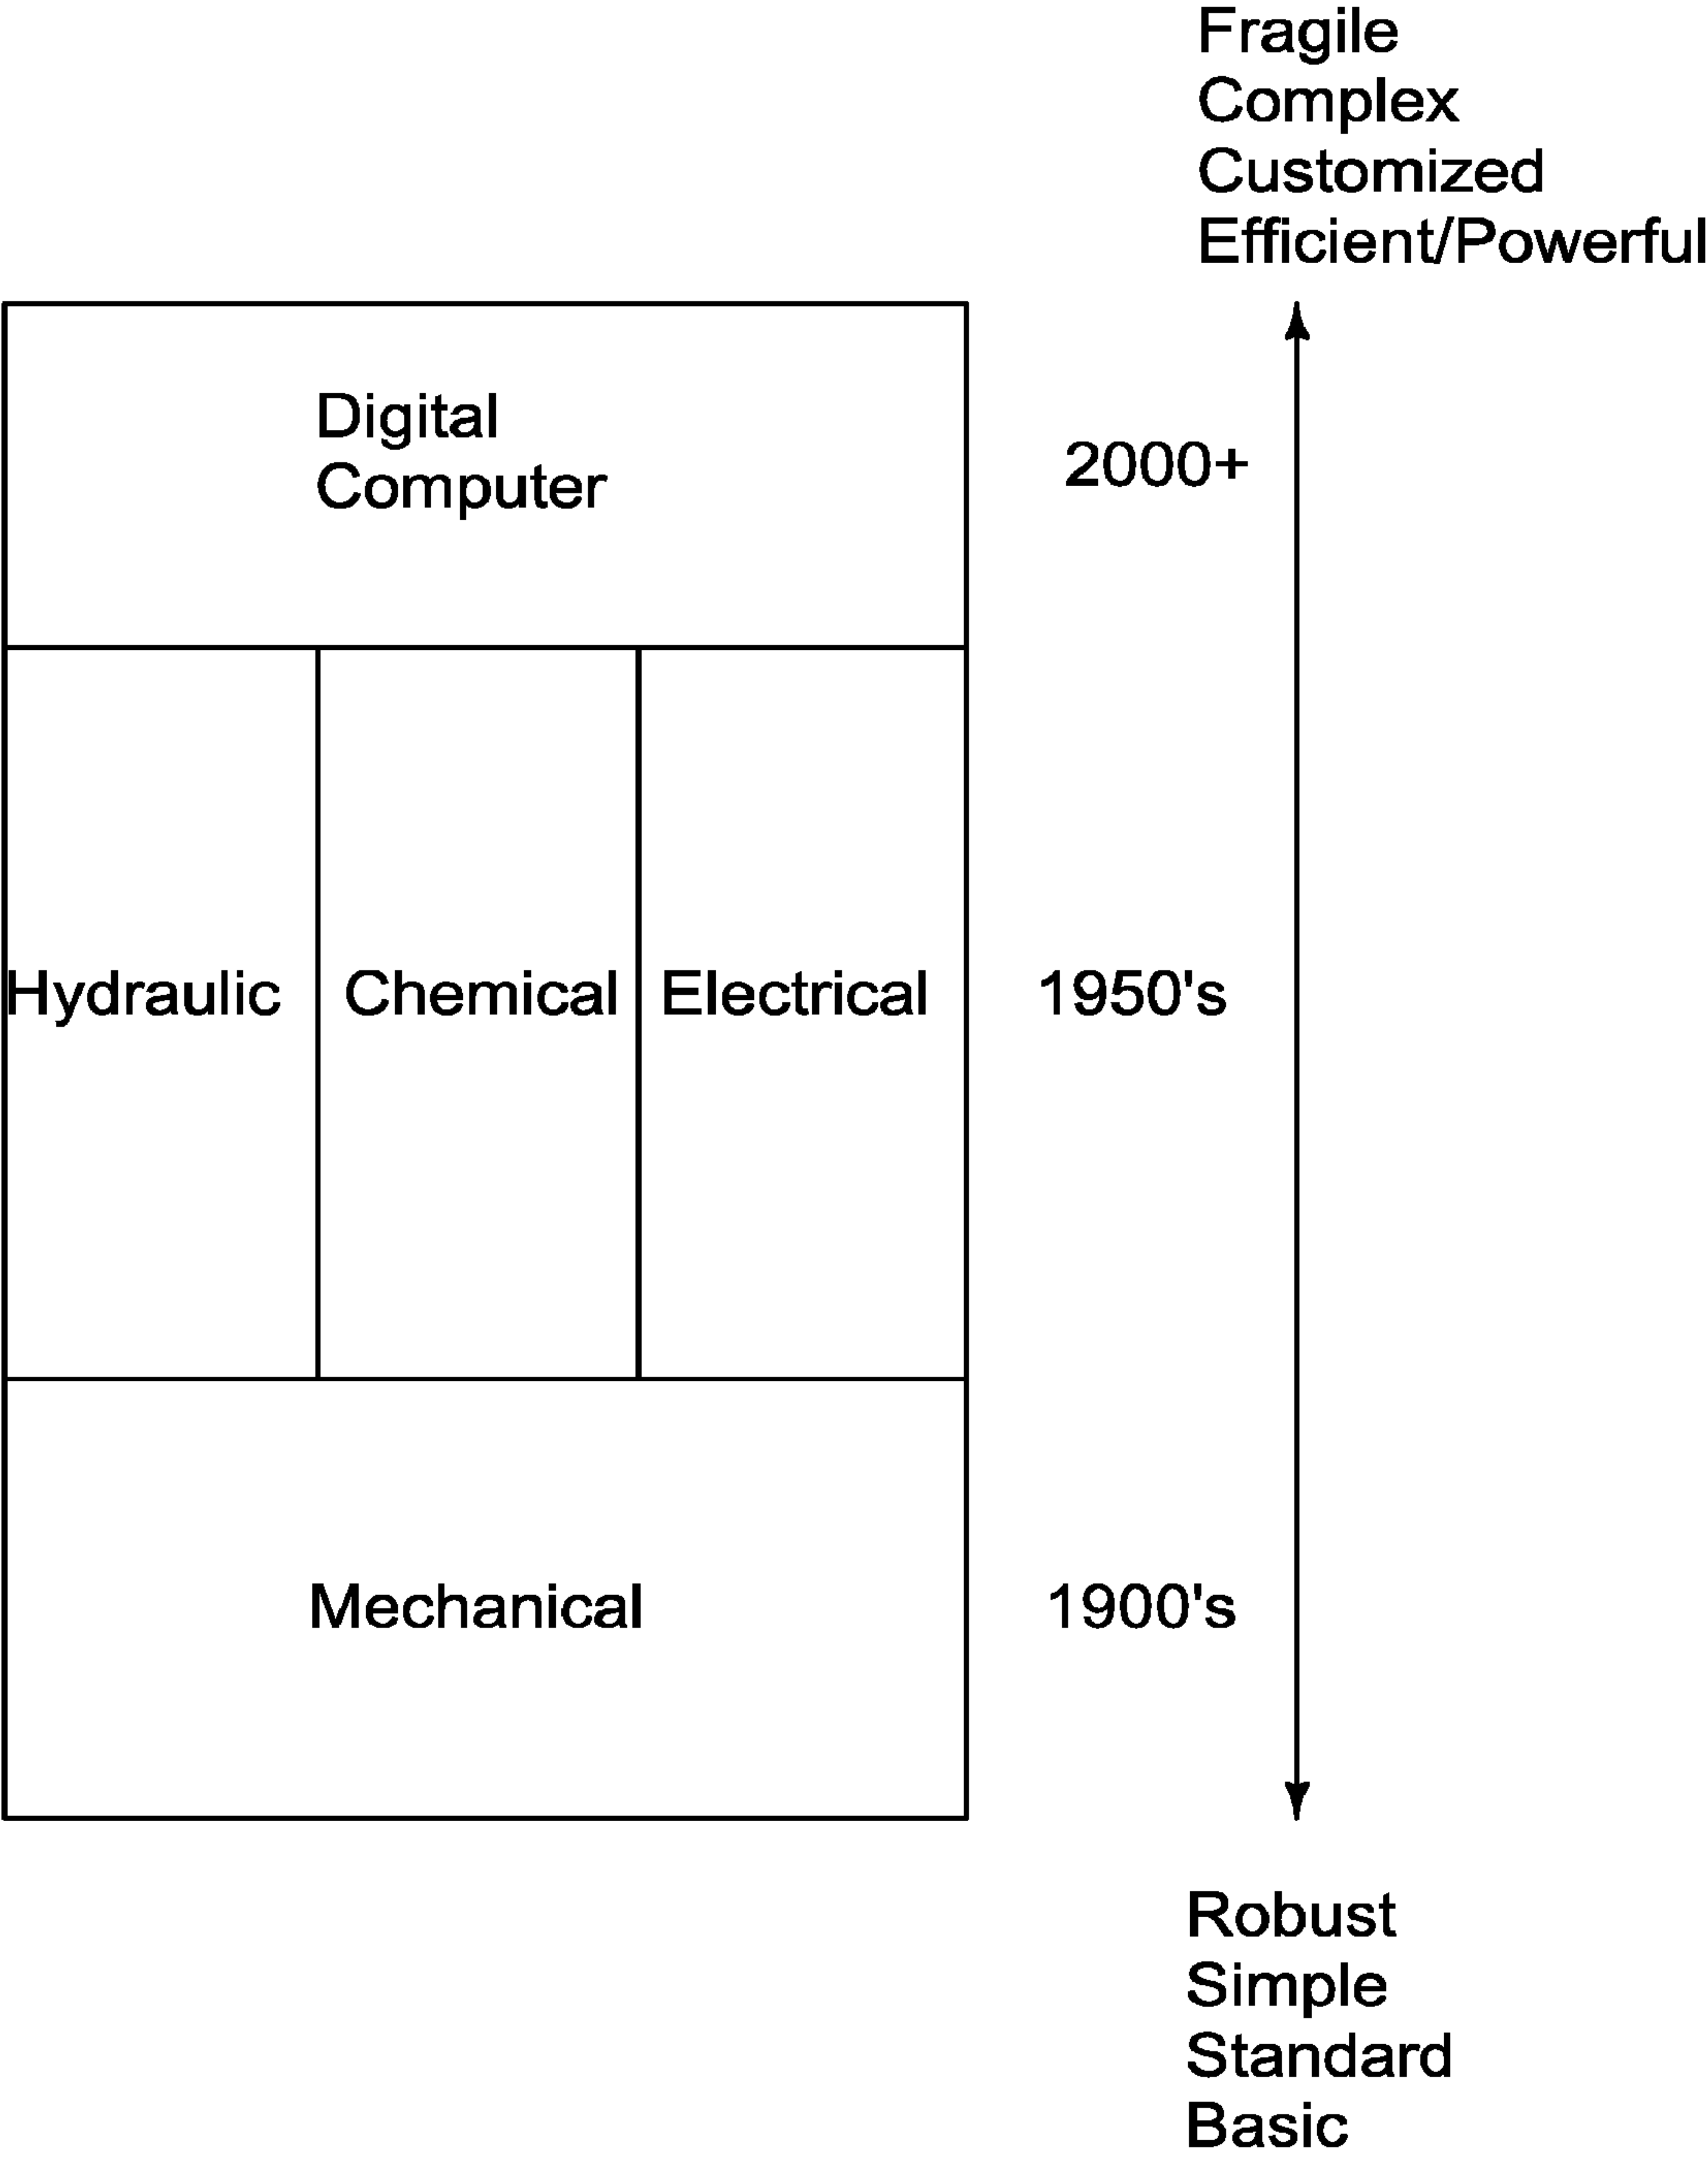 Fragile
Complex
Customized
Efficient/Powerful
Digital
Computer
2000+
Hydraulic
Chemical
Electrical
1950's
Mechanical
1900's
Robust
Simple
Standard
Basic